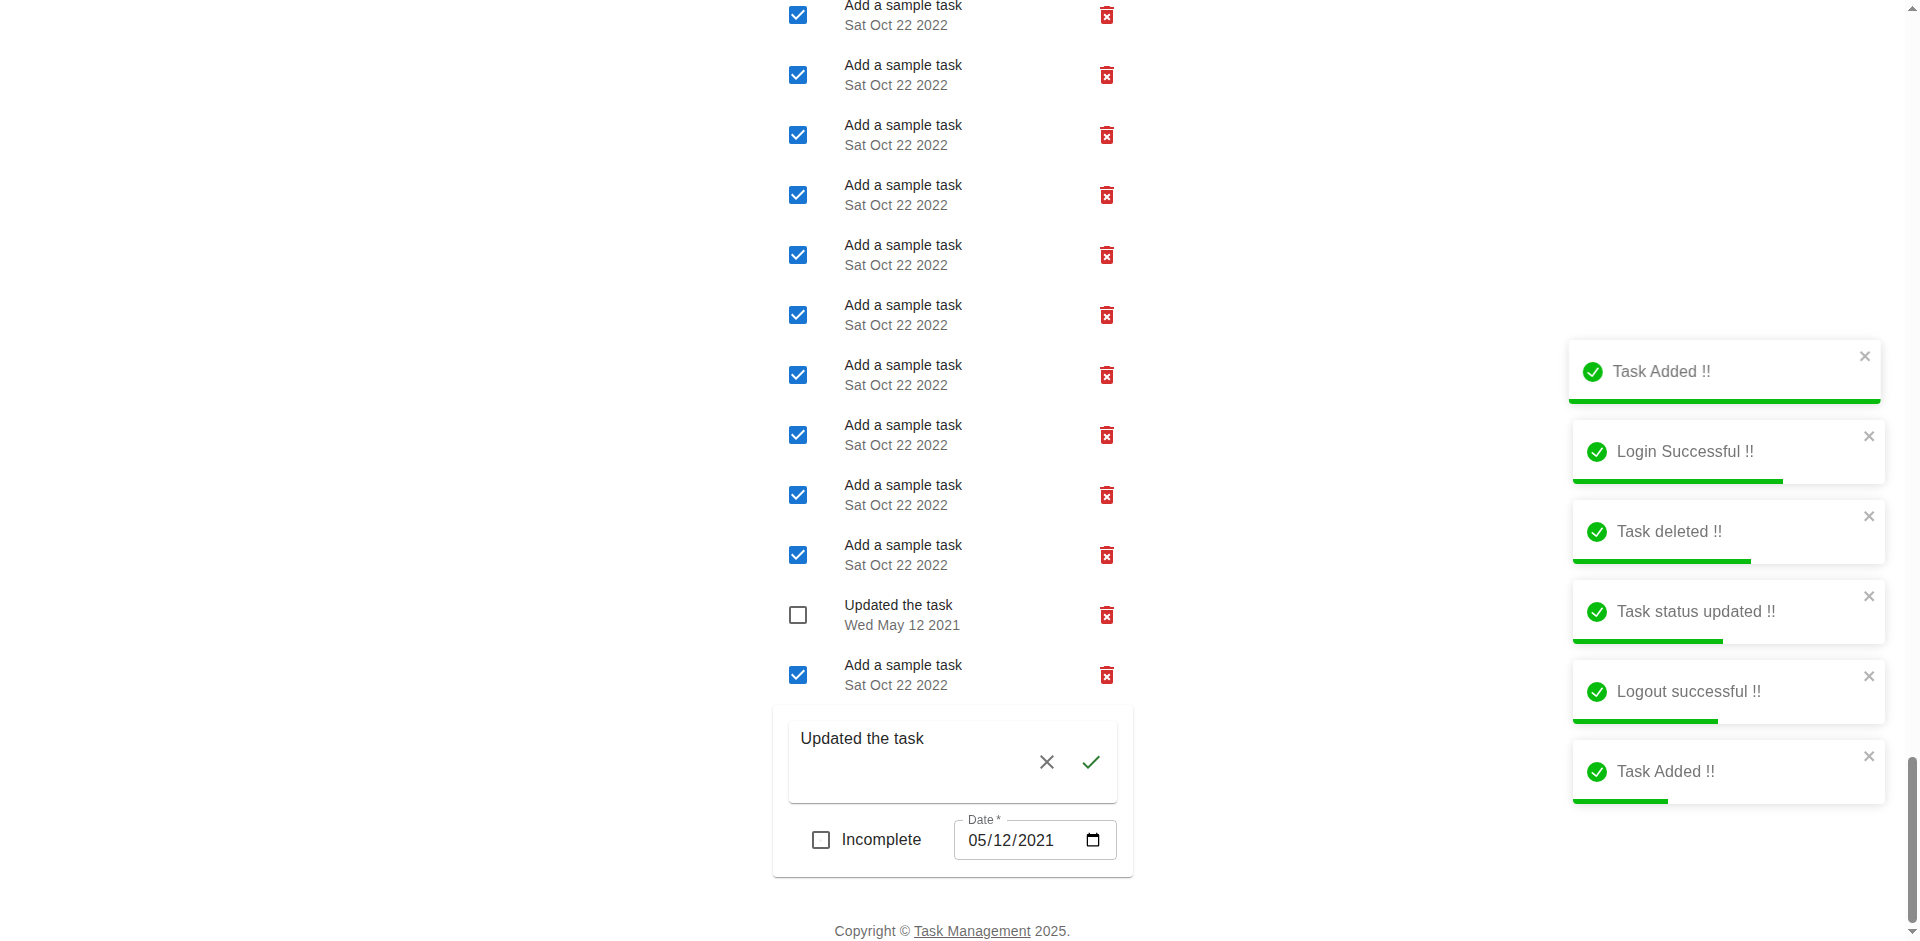 Add a sample task
Sat Oct 22 2022
Add a sample task
Sat Oct 22 2022
Add a sample task
Sat Oct 22 2022
Add a sample task
Sat Oct 22 2022
Add a sample task
Sat Oct 22 2022
Add a sample task
Sat Oct 22 2022
Add a sample task
Sat Oct 22 2022
Add a sample task
Sat Oct 22 2022
Add a sample task
Sat Oct 22 2022
Add a sample task
Sat Oct 22 2022
Updated the task
Wed May 12 2021
Add a sample task
Sat Oct 22 2022
Updated the task
Incomplete
Date *
05/12/2021
Copyright © Task Management 2025.
Task Added !!
Login Successful !!
Task deleted !!
Task status updated !!
Logout successful !!
Task Added !!